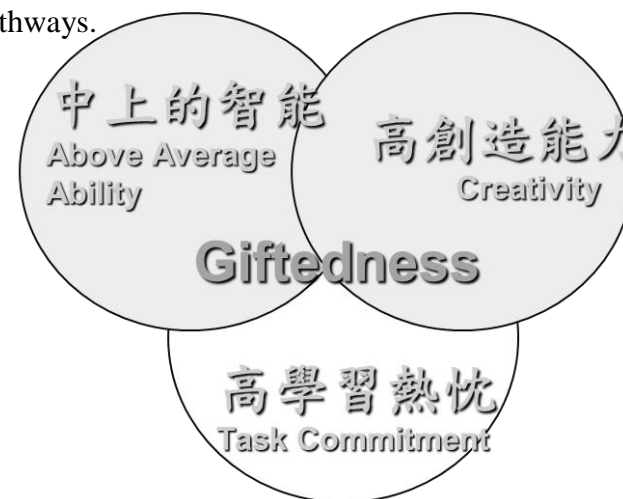 thways.
中上的智能
Above Average
Ability
高創造能力
Creativity
Giftedness
高學習熱忱
Task Commitment